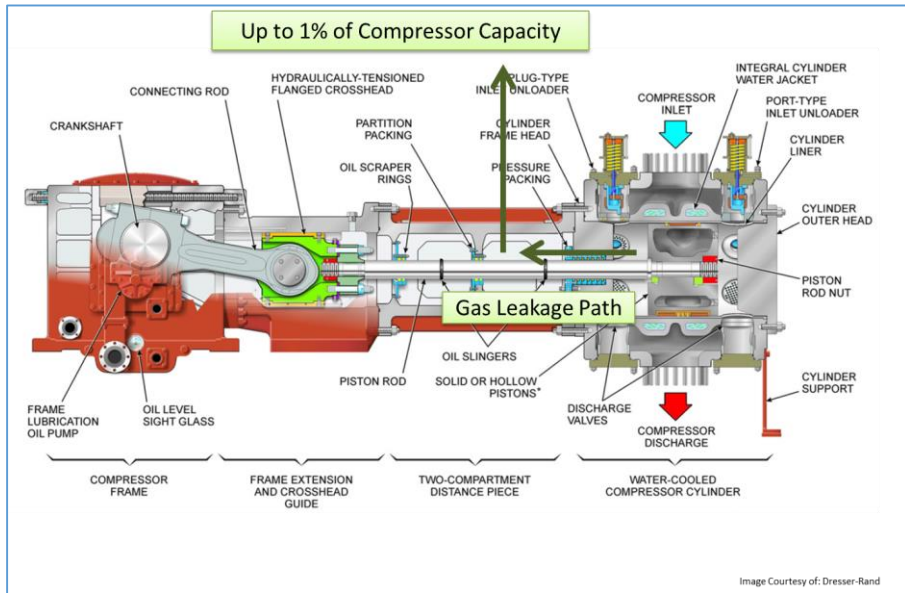 Up to 1% of Compressor Capacity
HYDRAULICALLY-TENSIONED
FLANGED CROSSHEAD
CONNECTING ROD
CRANKSHAFT
PARTITION
PACKING
OIL SCRAPER
RINGS
PLUG-TYPE
INLET UNLOADER
CYLINDER
FRAME HEAD
PRESSURE
PACKING
COMPRESSOR
INLET
INTEGRAL CYLINDER
WATER JACKET
PORT-TYPE
INLET UNLOADER
CYLINDER
LINER
CYLINDER
OUTER HEAD
PISTON
ROD NUT
Gas Leakage Path
OIL SLINGERS
PISTON ROD
SOLID OR HOLLOW
PISTONS*
DISCHARGE
VALVES
COMPRESSOR
DISCHARGE
CYLINDER
SUPPORT
FRAME
LUBRICATION
OIL PUMP
OIL LEVEL
SIGHT GLASS
COMPRESSOR
FRAME
FRAME EXTENSION
AND CROSSHEAD
GUIDE
TWO-COMPARTMENT
DISTANCE PIECE
WATER-COOLED
COMPRESSOR CYLINDER
Image Courtesy of: Dresser-Rand